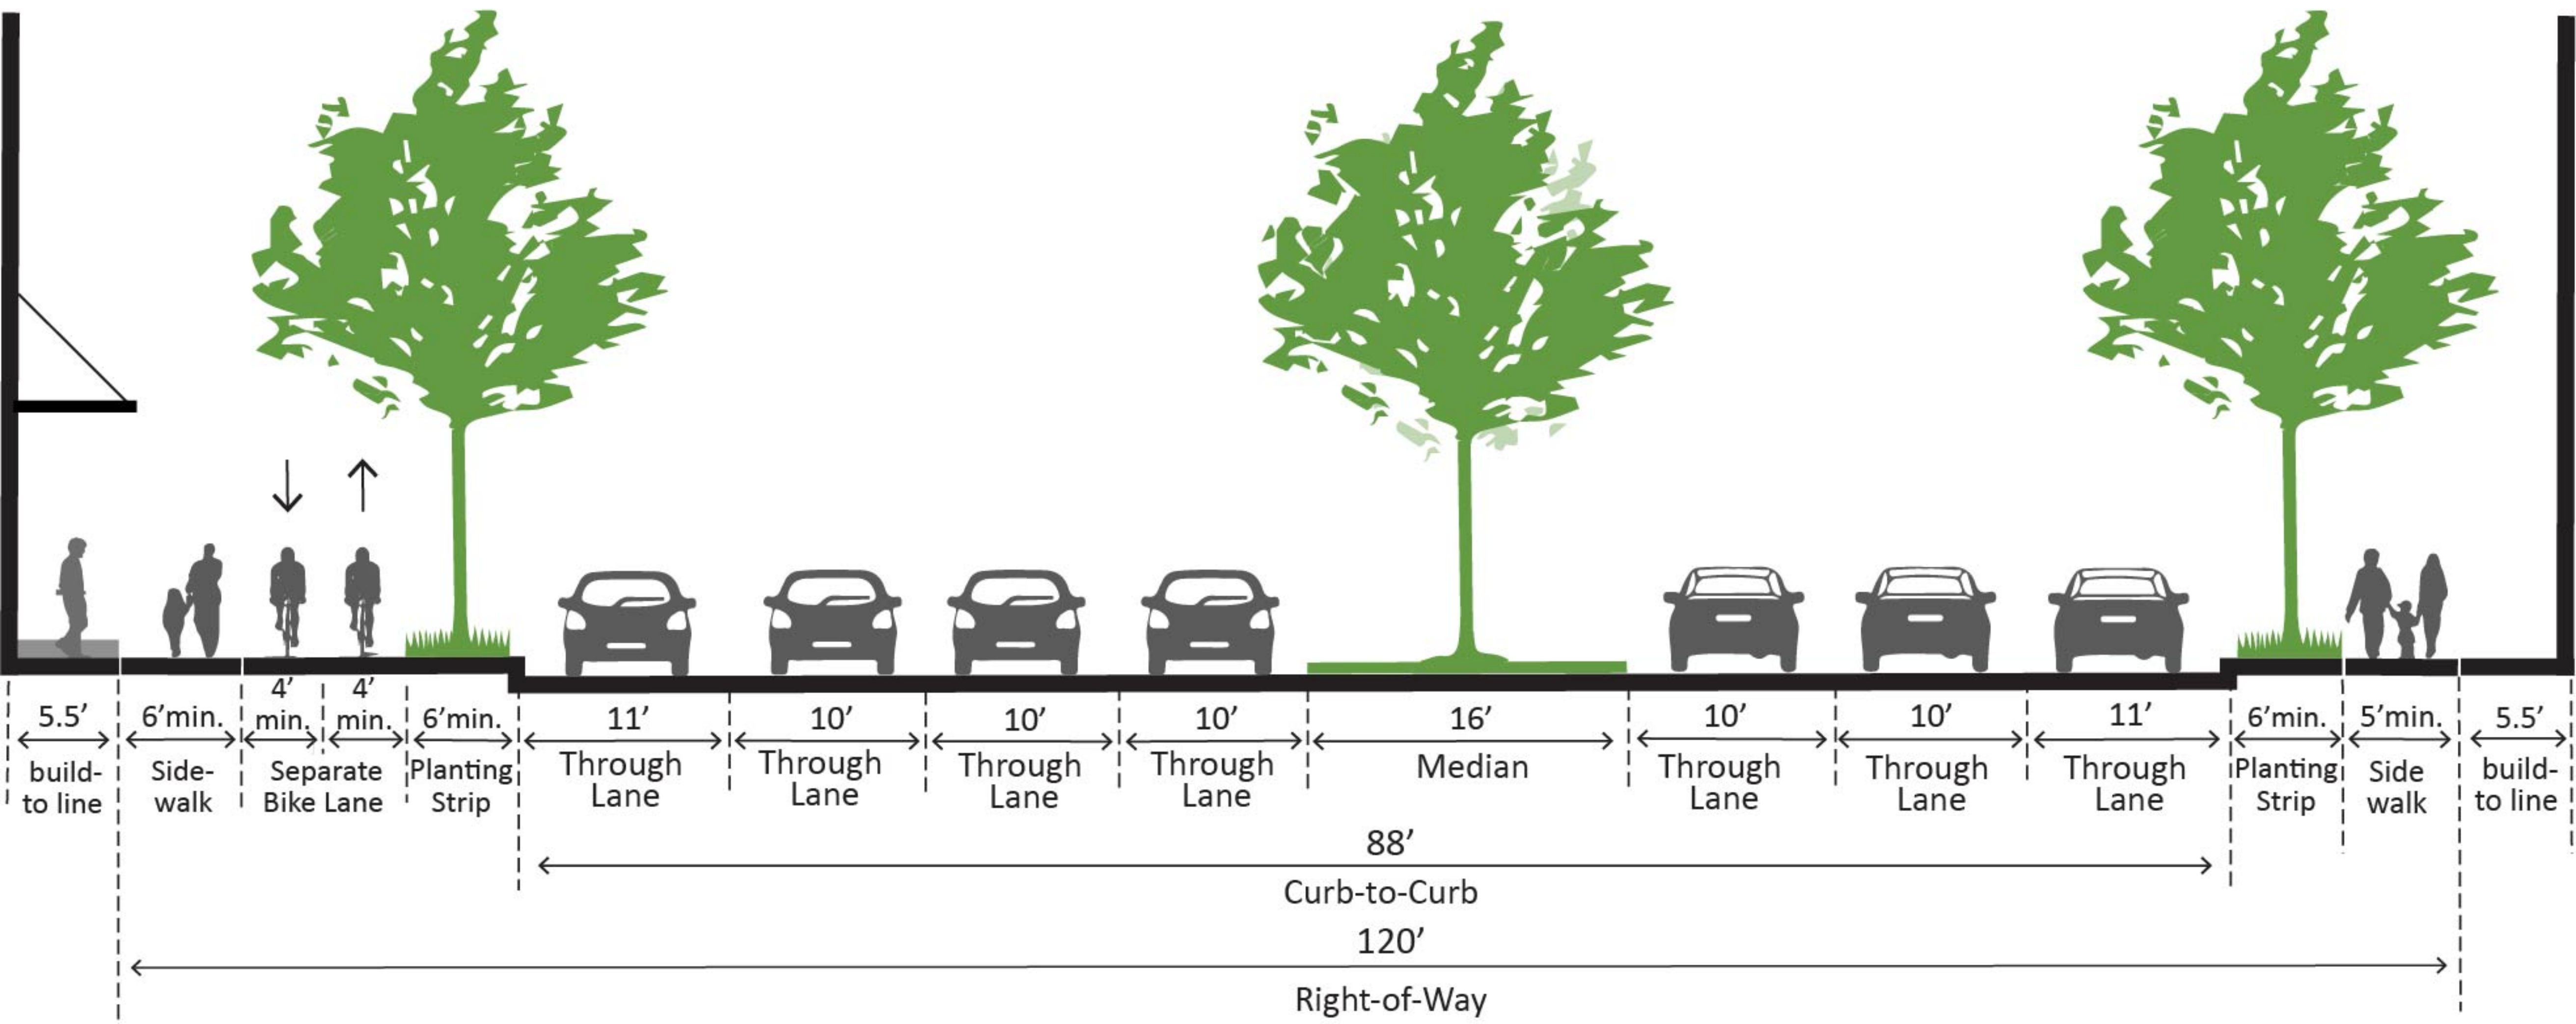 5.5’
build-
to line
6’min.
Side-
walk
4’
min.
4’
min.
Separate
Bike Lane
6’min.
Planting
Strip
11’
Through
Lane
10’
Through
Lane
10’
Through
Lane
10’
Through
Lane
16’
Median
10’
Through
Lane
10’
Through
Lane
11’
Through
Lane
6’min.
Planting
Strip
5’min.
Side
walk
5.5’
build-
to line
88’
Curb-to-Curb
120’
Right-of-Way